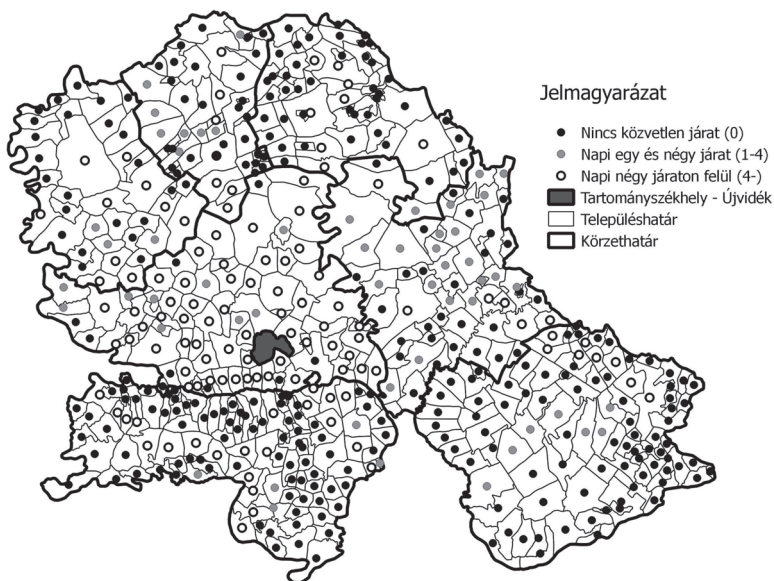 Jelmagyarázat
Nincs közvetlen járat (0)
Napi egy és négy járat (1-4)
Napi négy járaton felül (4-)
Tartományszékhely - Újvidék
Településhatár
Körzethatár